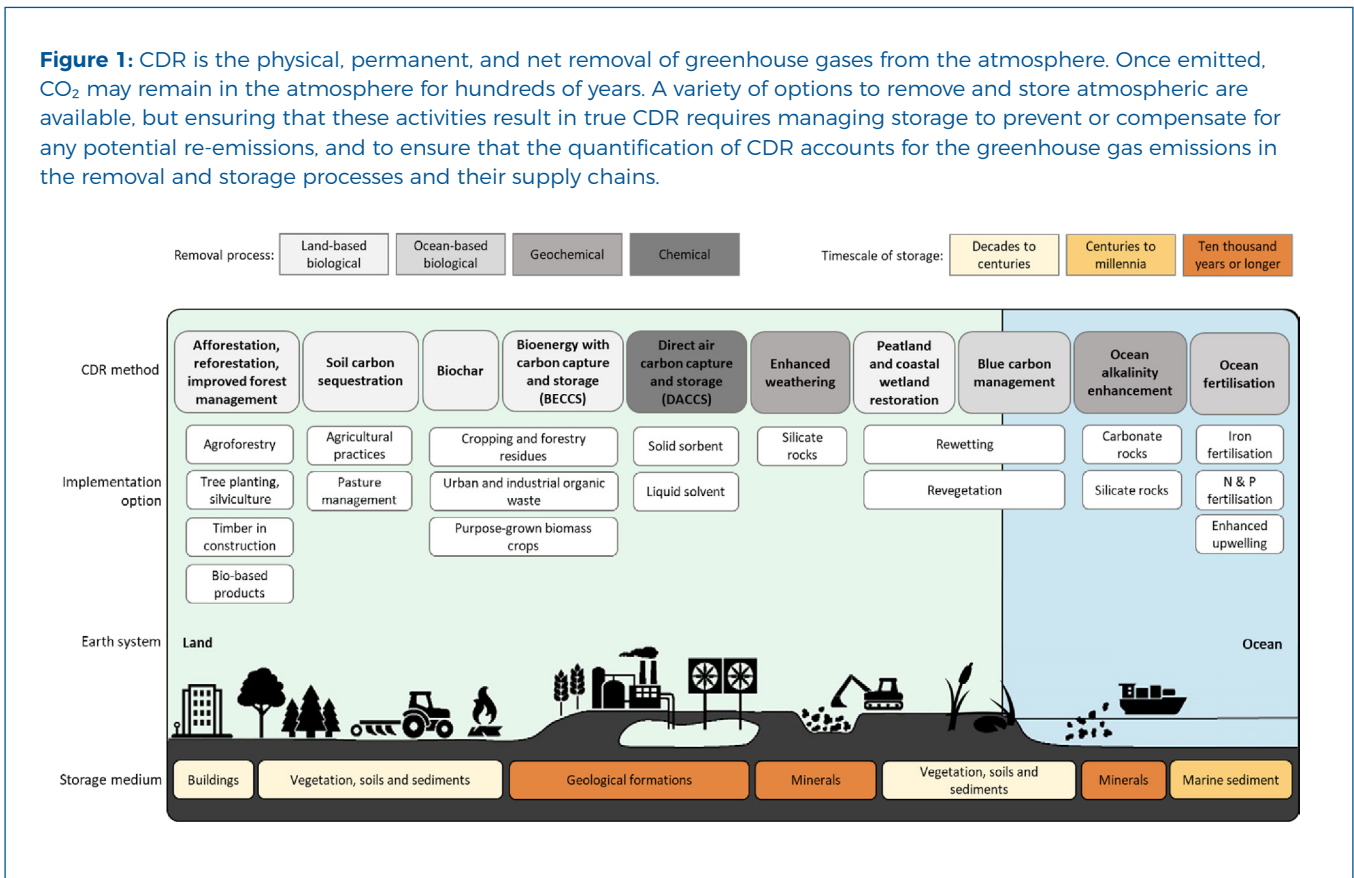 Figure 1: CDR is the physical, permanent, and net removal of greenhouse gases from the atmosphere. Once emitted,
CO₂ may remain in the atmosphere for hundreds of years. A variety of options to remove and store atmospheric are
available, but ensuring that these activities result in true CDR requires managing storage to prevent or compensate for
any potential re-emissions, and to ensure that the quantification of CDR accounts for the greenhouse gas emissions in
the removal and storage processes and their supply chains.
Removal process:
Land-based
biological
Ocean-based
biological
Geochemical
Chemical
Timescale of storage:
Decades to
centuries
Centuries to
millennia
Ten thousand
years or longer
CDR method
Afforestation,
reforestation,
improved forest
management
Soil carbon
sequestration
Biochar
Bioenergy with
carbon capture
and storage
(BECCS)
Direct air
carbon capture
and storage
(DACCS)
Enhanced
weathering
Peatland
and coastal
wetland
restoration
Blue carbon
management
Ocean
alkalinity
enhancement
Ocean
fertilisation
Implementation
option
Agroforestry
Tree planting,
silviculture
Timber in
construction
Bio-based
products
Agricultural
practices
Pasture
management
Cropping and forestry
residues
Urban and industrial organic
waste
Purpose-grown biomass
crops
Solid sorbent
Liquid solvent
Silicate
rocks
Rewetting
Revegetation
Carbonate
rocks
Silicate rocks
Iron
fertilisation
N & P
fertilisation
Enhanced
upwelling
Earth system
Land
Ocean
Storage medium
Buildings
Vegetation, soils and sediments
Geological formations
Minerals
Vegetation, soils and
sediments
Minerals
Marine sediment